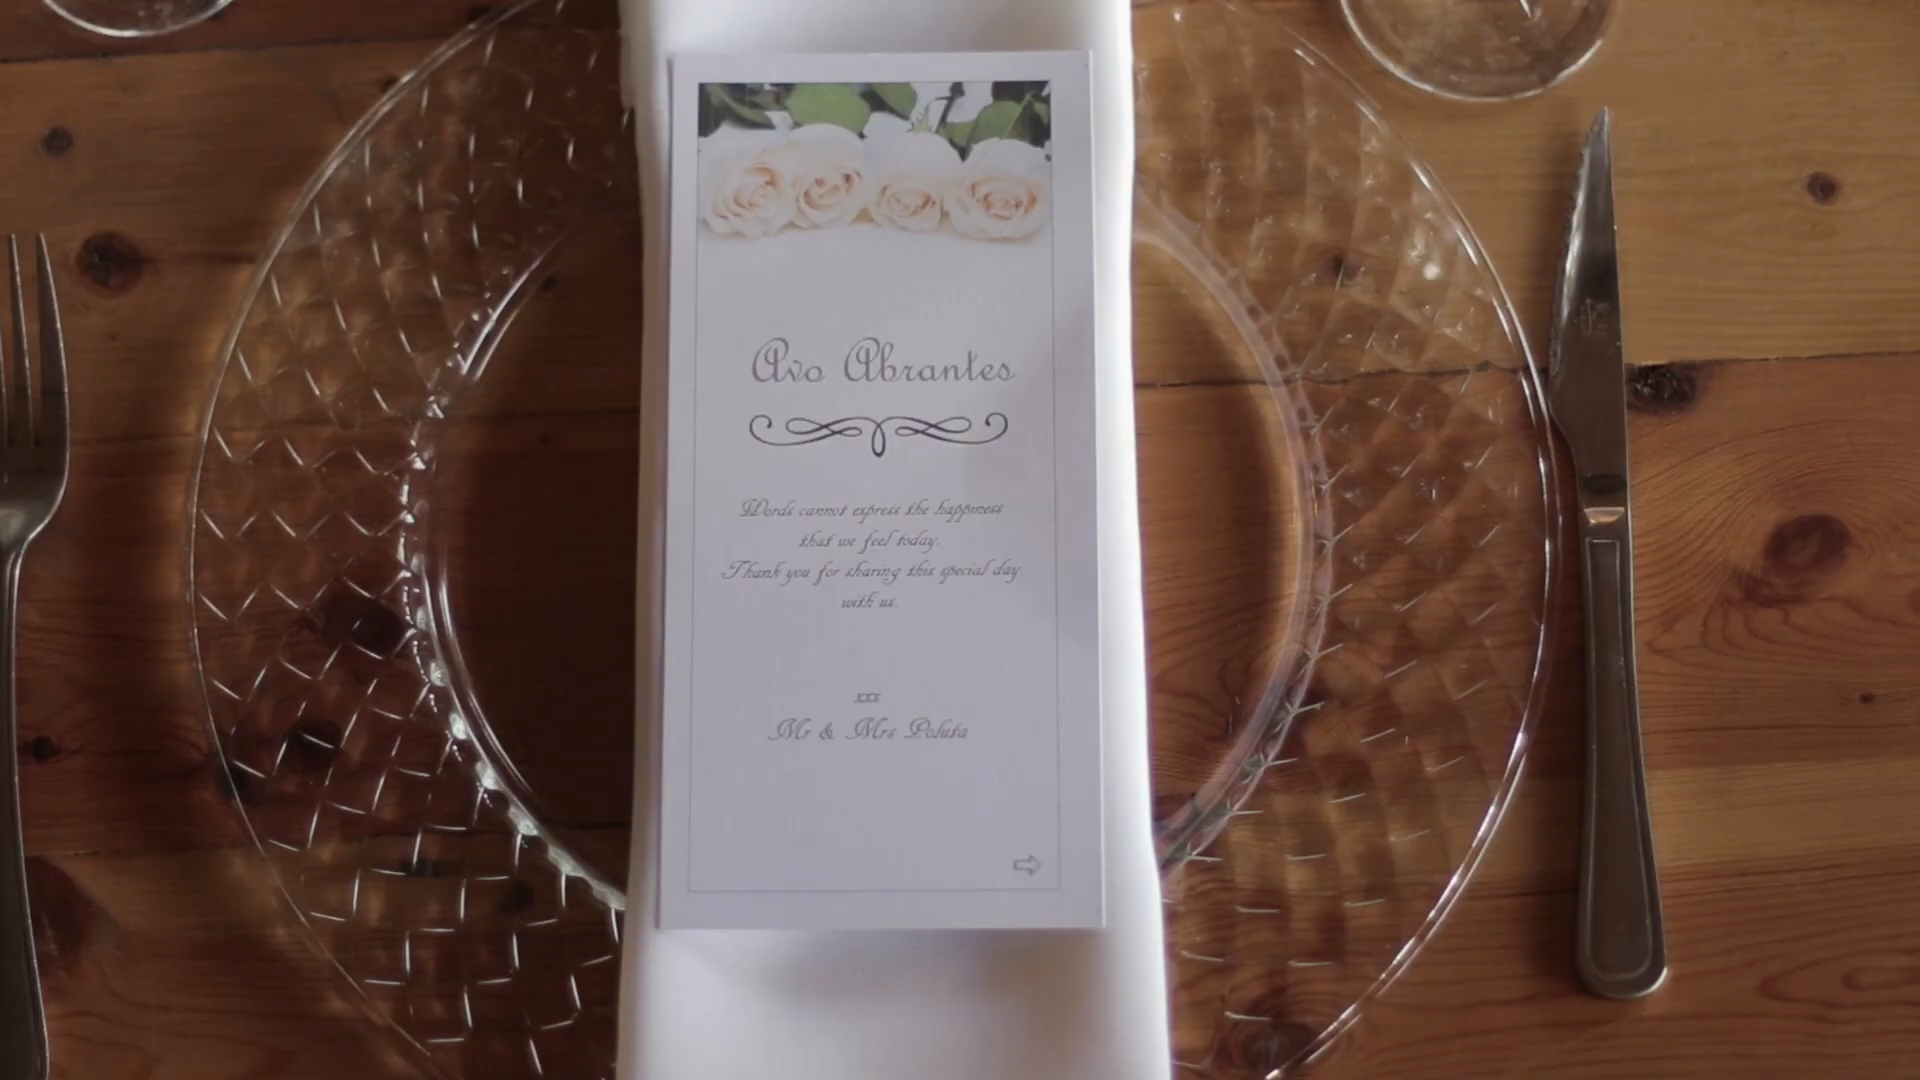 Avo Abrantes
Words cannot express the happiness
that we feel today.
Thank you for sharing this special day
with us.
xxx
Mr & Mrs Poluta